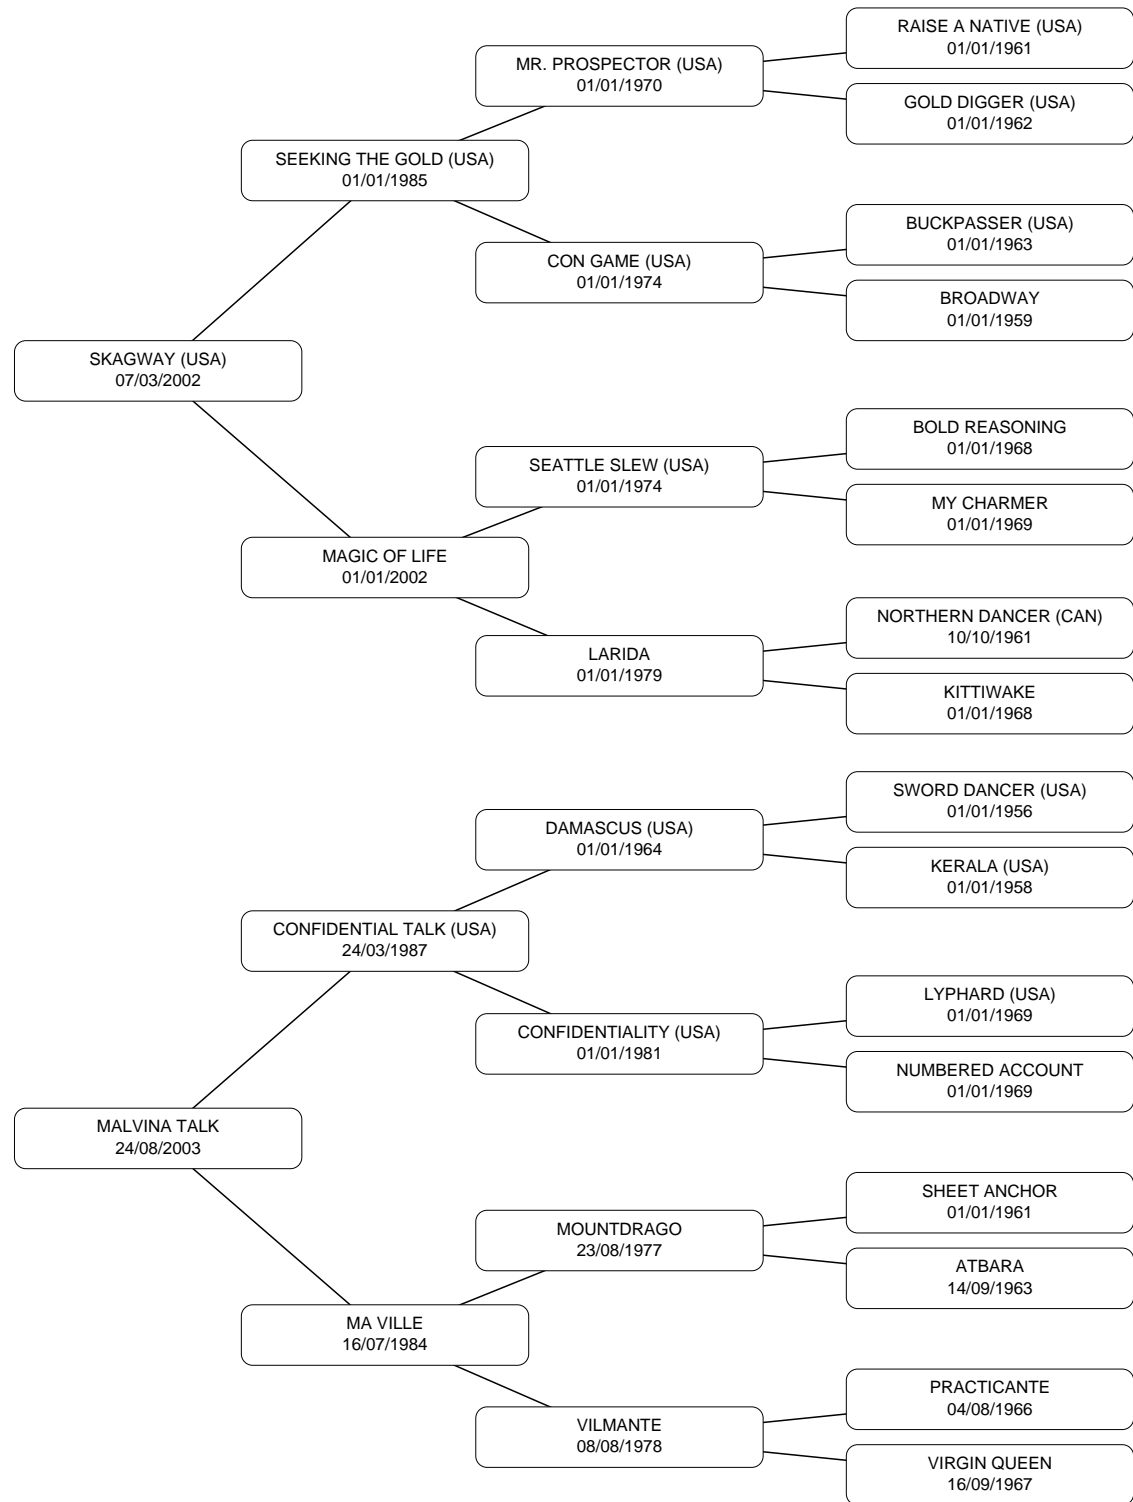 RAISE A NATIVE (USA)
01/01/1961
MR. PROSPECTOR (USA)
01/01/1970
GOLD DIGGER (USA)
01/01/1962
SEEKING THE GOLD (USA)
01/01/1985
BUCKPASSER (USA)
01/01/1963
CON GAME (USA)
01/01/1974
BROADWAY
01/01/1959
SKAGWAY (USA)
07/03/2002
BOLD REASONING
01/01/1968
SEATTLE SLEW (USA)
01/01/1974
MY CHARMER
01/01/1969
MAGIC OF LIFE
01/01/2002
NORTHERN DANCER (CAN)
10/10/1961
LARIDA
01/01/1979
KITTIWAKE
01/01/1968
SWORD DANCER (USA)
01/01/1956
DAMASCUS (USA)
01/01/1964
KERALA (USA)
01/01/1958
CONFIDENTIAL TALK (USA)
24/03/1987
LYPHARD (USA)
01/01/1969
CONFIDENTIALITY (USA)
01/01/1981
NUMBERED ACCOUNT
01/01/1969
MALVINA TALK
24/08/2003
SHEET ANCHOR
01/01/1961
MOUNTDRAGO
23/08/1977
ATBARA
14/09/1963
MA VILLE
16/07/1984
PRACTICANTE
04/08/1966
VILMANTE
08/08/1978
VIRGIN QUEEN
16/09/1967